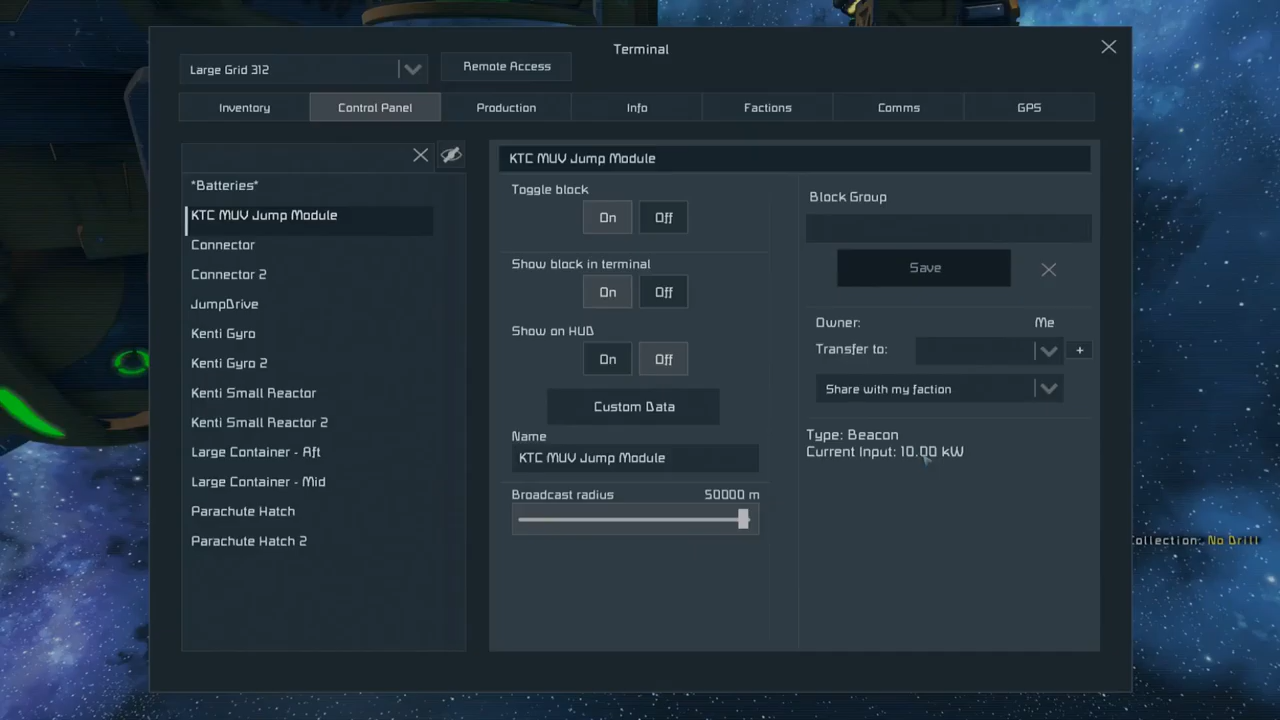 Terminal
Large Grid 312
Remote Access
Inventory
Control Panel
Production
Info
Factions
Comms
GPS
*Batteries*
KTC MUV Jump Module
Connector
Connector 2
JumpDrive
Kenti Gyro
Kenti Gyro 2
Kenti Small Reactor
Kenti Small Reactor 2
Large Container - Aft
Large Container - Mid
Parachute Hatch
Parachute Hatch 2
KTC MUV Jump Module
Toggle block
On Off
Show block in terminal
On Off
Show on HUD
On Off
Custom Data
Name
KTC MUV Jump Module
Broadcast radius 50000 m
Block Group
Save
Owner: Me
Transfer to:
+
Share with my faction
Type: Beacon
Current Input: 10.00 kW
ollection: No Drill